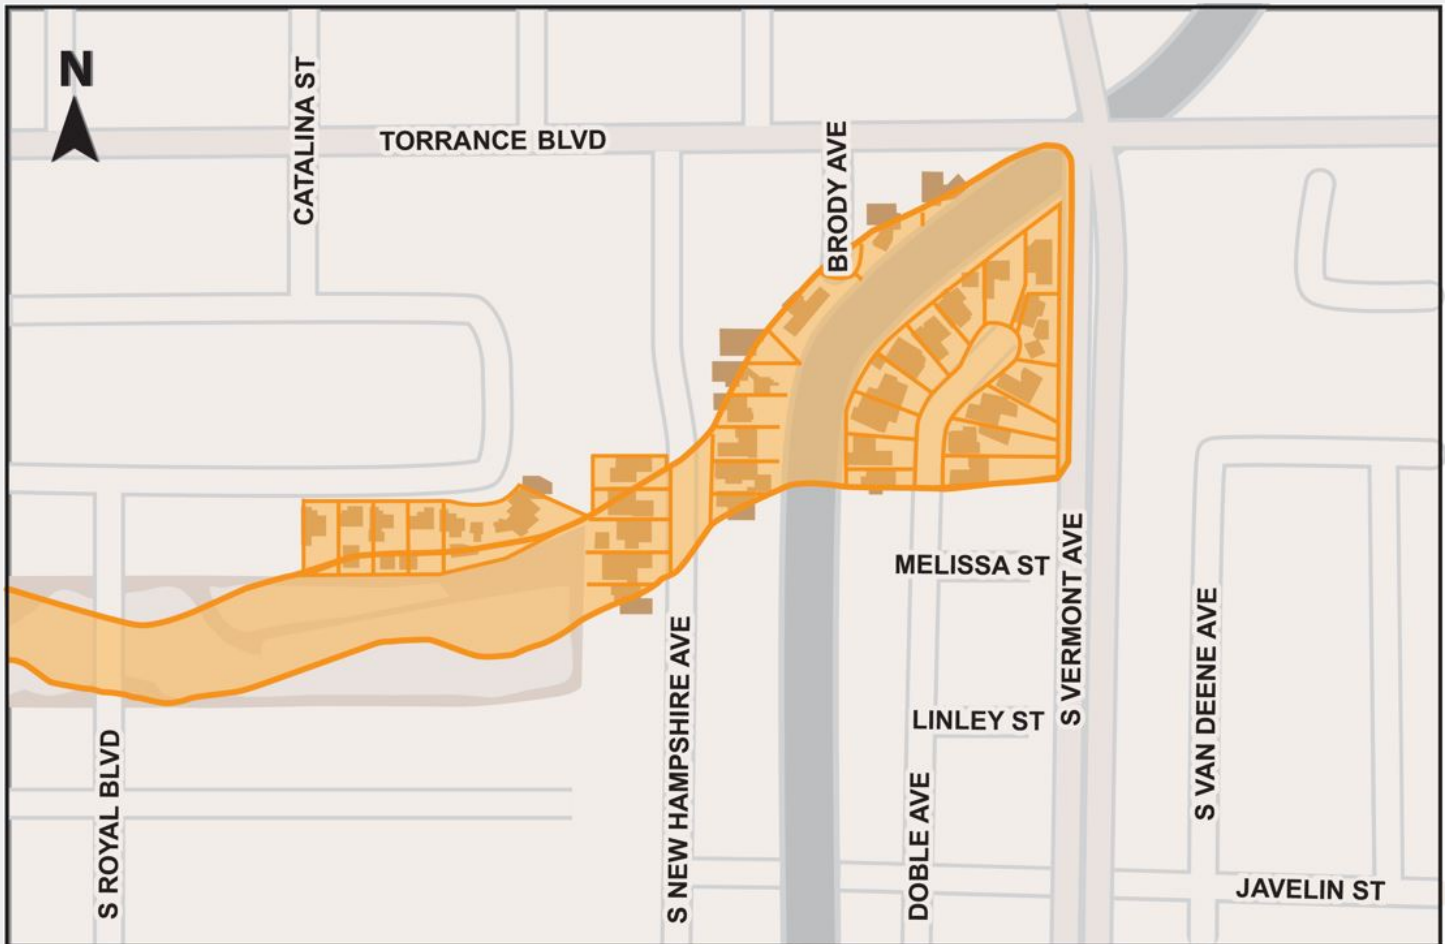 N
CATALINA ST
TORRANCE BLVD
BRODY AVE
MELISSA ST
S VERMONT AVE
S VAN DEENE AVE
LINLEY ST
S NEW HAMPSHIRE AVE
S ROYAL BLVD
DOBLE AVE
JAVELIN ST